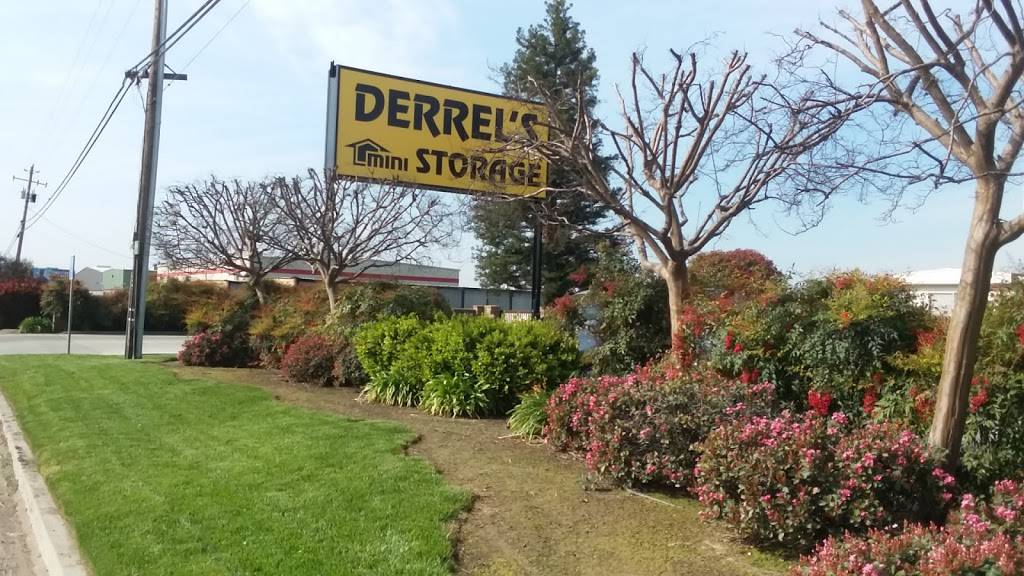 DERREL'S
mini STORAGE